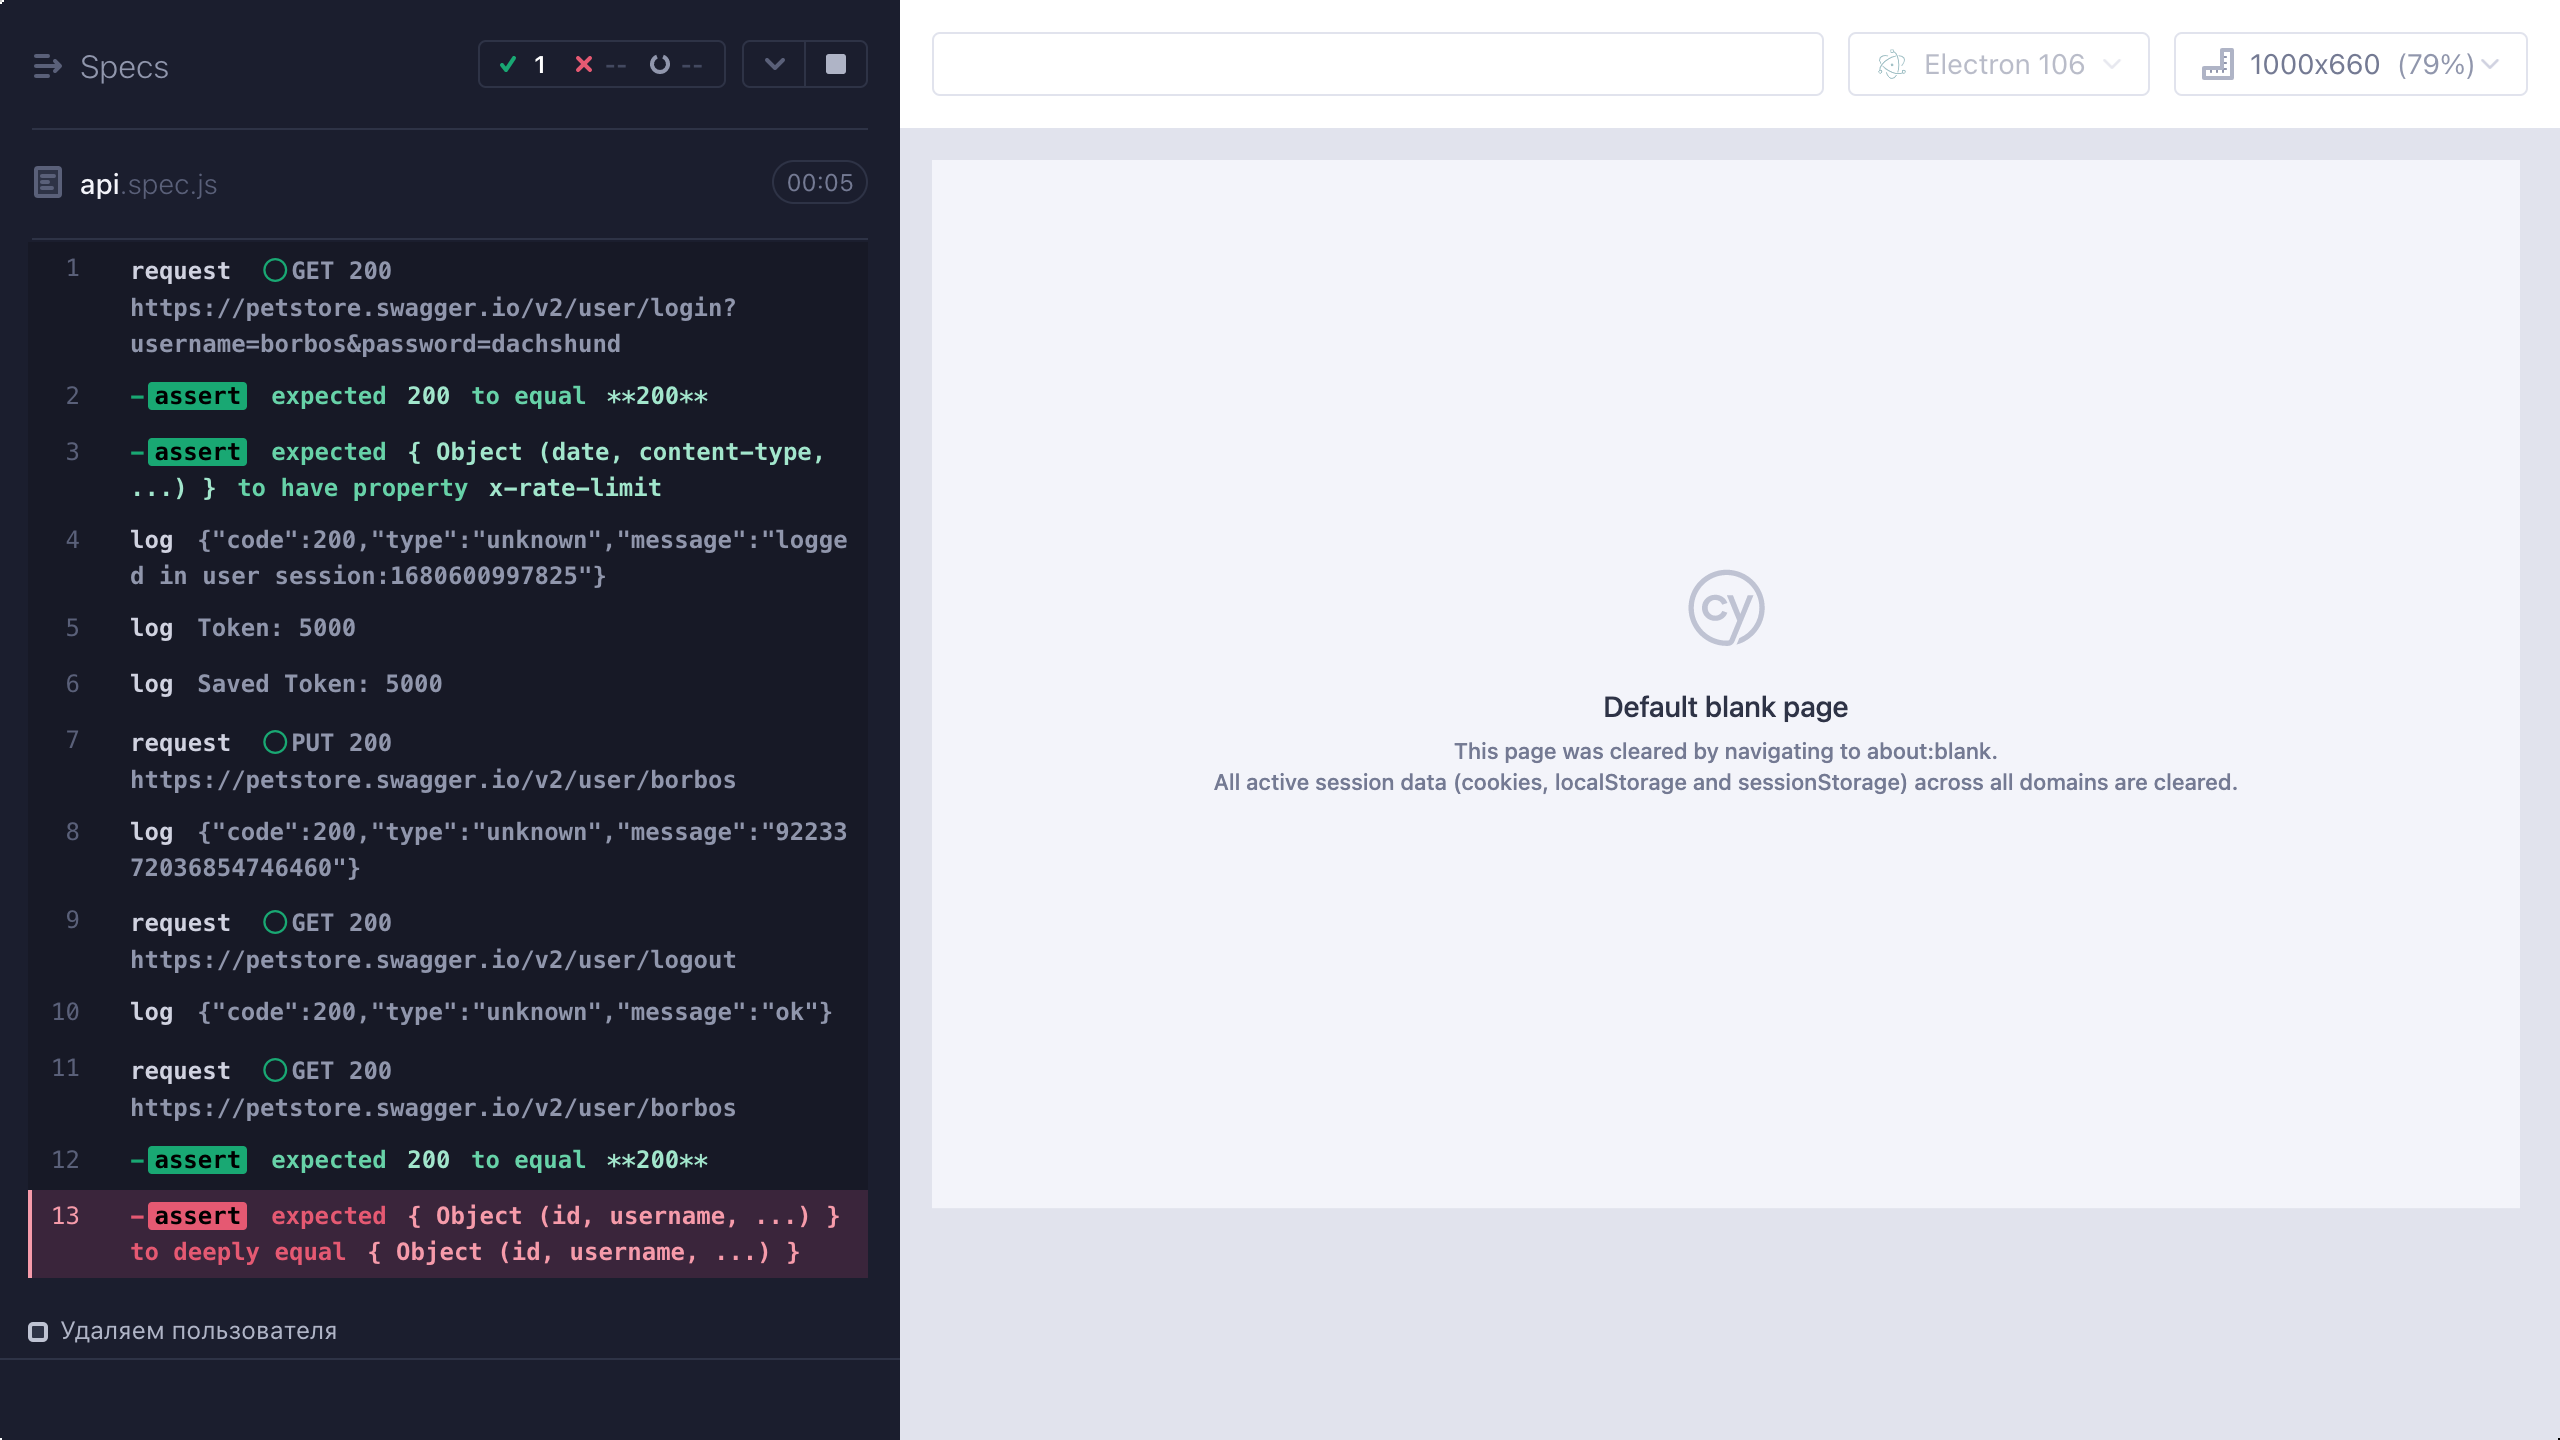 Specs
1 -- --
api.spec.js
00:05
1 request GET 200
https://petstore.swagger.io/v2/user/login?
username=borbos&password=dachshund
2 -assert expected 200 to equal **200**
3 -assert expected { Object (date, content-type,
...) } to have property x-rate-limit
4 log {"code":200,"type":"unknown","message":"logge
d in user session:1680600997825"}
5 log Token: 5000
6 log Saved Token: 5000
7 request PUT 200
https://petstore.swagger.io/v2/user/borbos
8 log {"code":200,"type":"unknown","message":"92233
72036854746460"}
9 request GET 200
https://petstore.swagger.io/v2/user/logout
10 log {"code":200,"type":"unknown","message":"ok"}
11 request GET 200
https://petstore.swagger.io/v2/user/borbos
12 -assert expected 200 to equal **200**
13 -assert expected { Object (id, username, ...) }
to deeply equal { Object (id, username, ...) }
Удаляем пользователя
Electron 106
1000x660 (79%)
cy
Default blank page
This page was cleared by navigating to about:blank.
All active session data (cookies, localStorage and sessionStorage) across all domains are cleared.